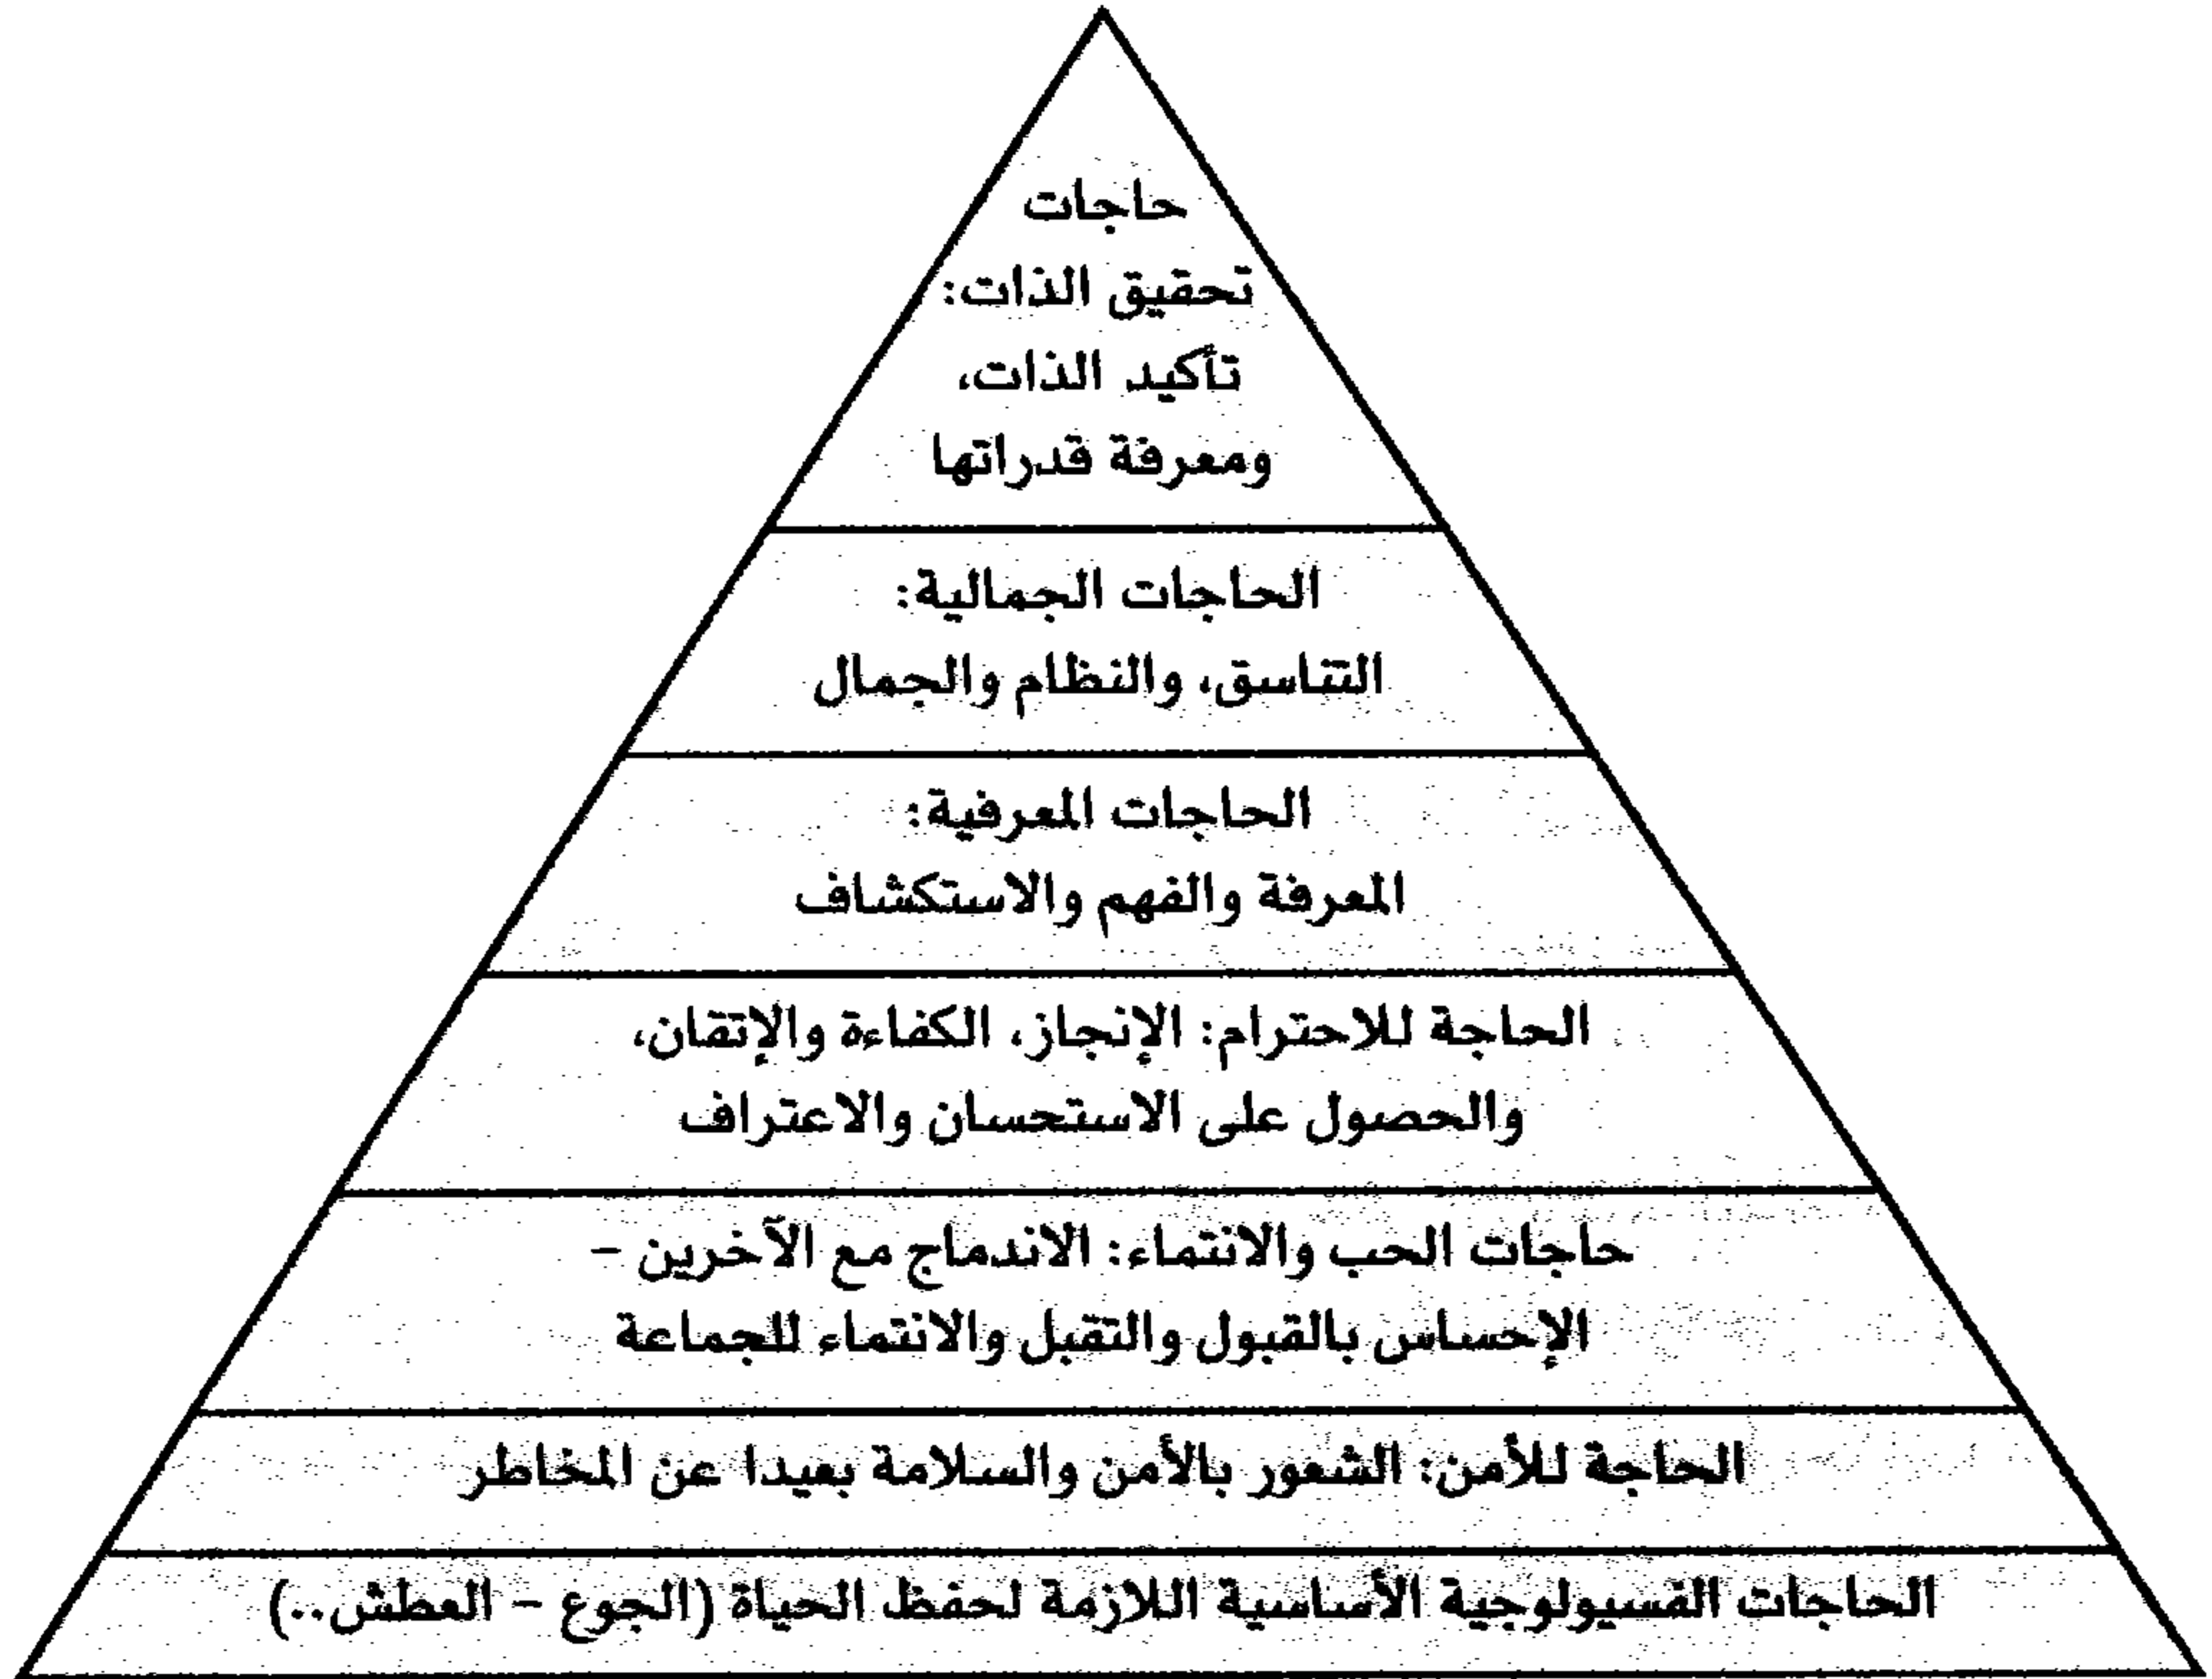 حاجات
تحقيق الذات:
تأكيد الذات،
ومعرفة قدراتها
الحاجات الجمالية:
التناسق، والنظام والجمال
الحاجات المعرفية:
المعرفة والفهم والاستكشاف
الحاجة للاحترام: الإنجاز، الكفاءة والإتقان،
والحصول على الاستحسان والاعتراف
حاجات الحب والانتماء: الاندماج مع الآخرين –
الإحساس بالقبول والتقبل والانتماء للجماعة
الحاجة للأمن: الشعور بالأمن والسلامة بعيدا عن المخاطر
الحاجات الفسيولوجية الأساسية اللازمة لحفظ الحياة (الجوع – العطش..)